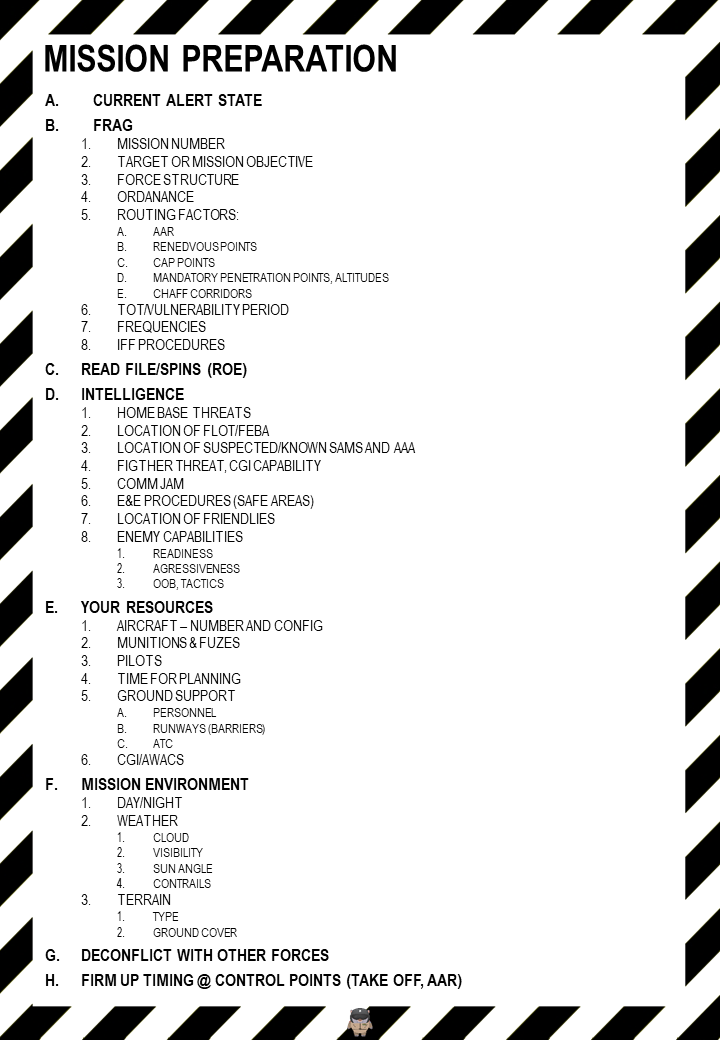 MISSION PREPARATION
A. CURRENT ALERT STATE
B. FRAG
1. MISSION NUMBER
2. TARGET OR MISSION OBJECTIVE
3. FORCE STRUCTURE
4. ORDANANCE
5. ROUTING FACTORS:
A. AAR
B. RENEDVOUS POINTS
C. CAP POINTS
D. MANDATORY PENETRATION POINTS, ALTITUDES
E. CHAFF CORRIDORS
6. TOT/VULNERABILITY PERIOD
7. FREQUENCIES
8. IFF PROCEDURES
C. READ FILE/SPINS (ROE)
D. INTELLIGENCE
1. HOME BASE THREATS
2. LOCATION OF FLOT/FEBA
3. LOCATION OF SUSPECTED/KNOWN SAMS AND AAA
4. FIGTHER THREAT, CGI CAPABILITY
5. COMM JAM
6. E&E PROCEDURES (SAFE AREAS)
7. LOCATION OF FRIENDLIES
8. ENEMY CAPABILITIES
1. READINESS
2. AGRESSIVENESS
3. OOB, TACTICS
E. YOUR RESOURCES
1. AIRCRAFT – NUMBER AND CONFIG
2. MUNITIONS & FUZES
3. PILOTS
4. TIME FOR PLANNING
5. GROUND SUPPORT
A. PERSONNEL
B. RUNWAYS (BARRIERS)
C. ATC
6. CGI/AWACS
F. MISSION ENVIRONMENT
1. DAY/NIGHT
2. WEATHER
1. CLOUD
2. VISIBILITY
3. SUN ANGLE
4. CONTRAILS
3. TERRAIN
1. TYPE
2. GROUND COVER
G. DECONFLICT WITH OTHER FORCES
H. FIRM UP TIMING @ CONTROL POINTS (TAKE OFF, AAR)